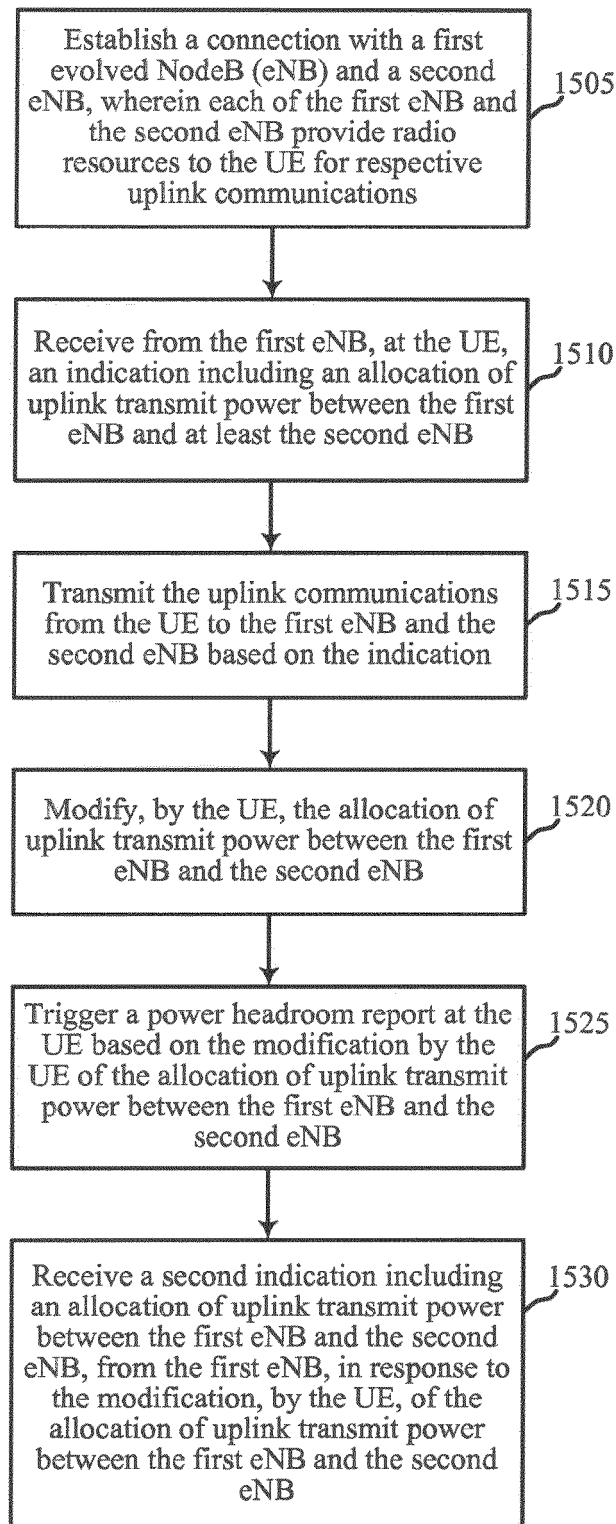 Establish a connection with a first
evolved NodeB (eNB) and a second
eNB, wherein each of the first eNB and
the second eNB provide radio
resources to the UE for respective
uplink communications
1505
Receive from the first eNB, at the UE,
an indication including an allocation of
uplink transmit power between the first
eNB and at least the second eNB
1510
Transmit the uplink communications
from the UE to the first eNB and the
second eNB based on the indication
1515
Modify, by the UE, the allocation of
uplink transmit power between the first
eNB and the second eNB
1520
Trigger a power headroom report at the
UE based on the modification by the
UE of the allocation of uplink transmit
power between the first eNB and the
second eNB
1525
Receive a second indication including
an allocation of uplink transmit power
between the first eNB and the second
eNB, from the first eNB, in response to
the modification, by the UE, of the
allocation of uplink transmit power
between the first eNB and the second
eNB
1530